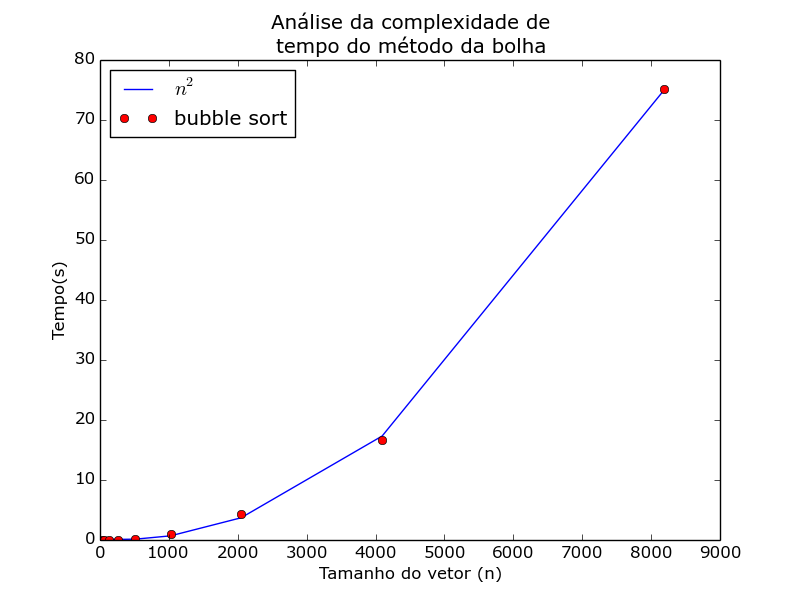 Análise da complexidade de
tempo do método da bolha
n²
bubble sort
80
70
60
50
40
30
20
10
0
Tempo(s)
0 1000 2000 3000 4000 5000 6000 7000 8000 9000
Tamanho do vetor (n)